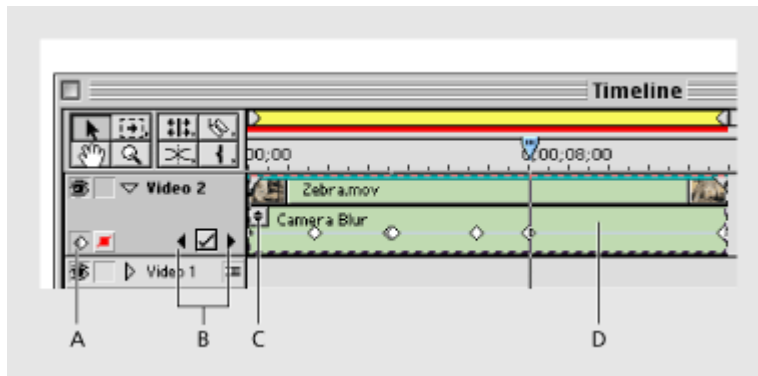 Timeline
00;00
0;00;08;00
Video 2
Zebra.mov
Camera Blur
Video 1
A
B
C
D